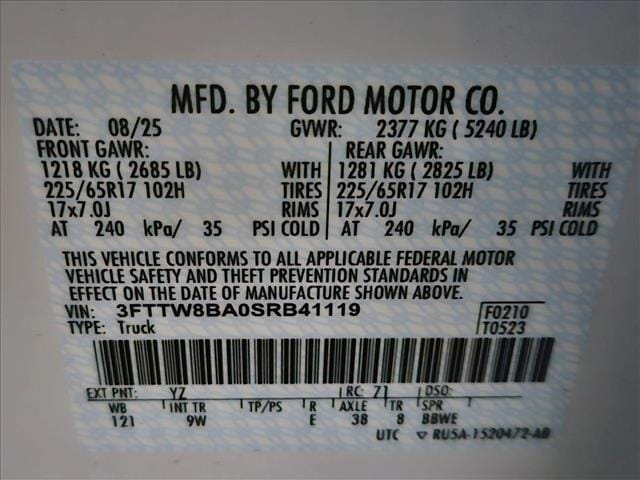 MFD. BY FORD MOTOR CO.
DATE: 08/25 GVWR: 2377 KG ( 5240 LB)
FRONT GAWR: REAR GAWR:
1218 KG ( 2685 LB) WITH 1281 KG ( 2825 LB) WITH
225/65R17 102H TIRES 225/65R17 102H TIRES
17x7.0J RIMS 17x7.0J RIMS
AT 240 kPa/ 35 PSI COLD AT 240 kPa/ 35 PSI COLD
THIS VEHICLE CONFORMS TO ALL APPLICABLE FEDERAL MOTOR
VEHICLE SAFETY AND THEFT PREVENTION STANDARDS IN
EFFECT ON THE DATE OF MANUFACTURE SHOWN ABOVE.
VIN: 3FTTW8BA0SRB41119 F0210
TYPE: Truck T0523
EXT PNT: YZ RC: 71 DSO:
WB INT TR TP/PS R AXLE TR SPR
121 9W E 38 8 BBWE
UTC ▽ RU5A-1520472-AB